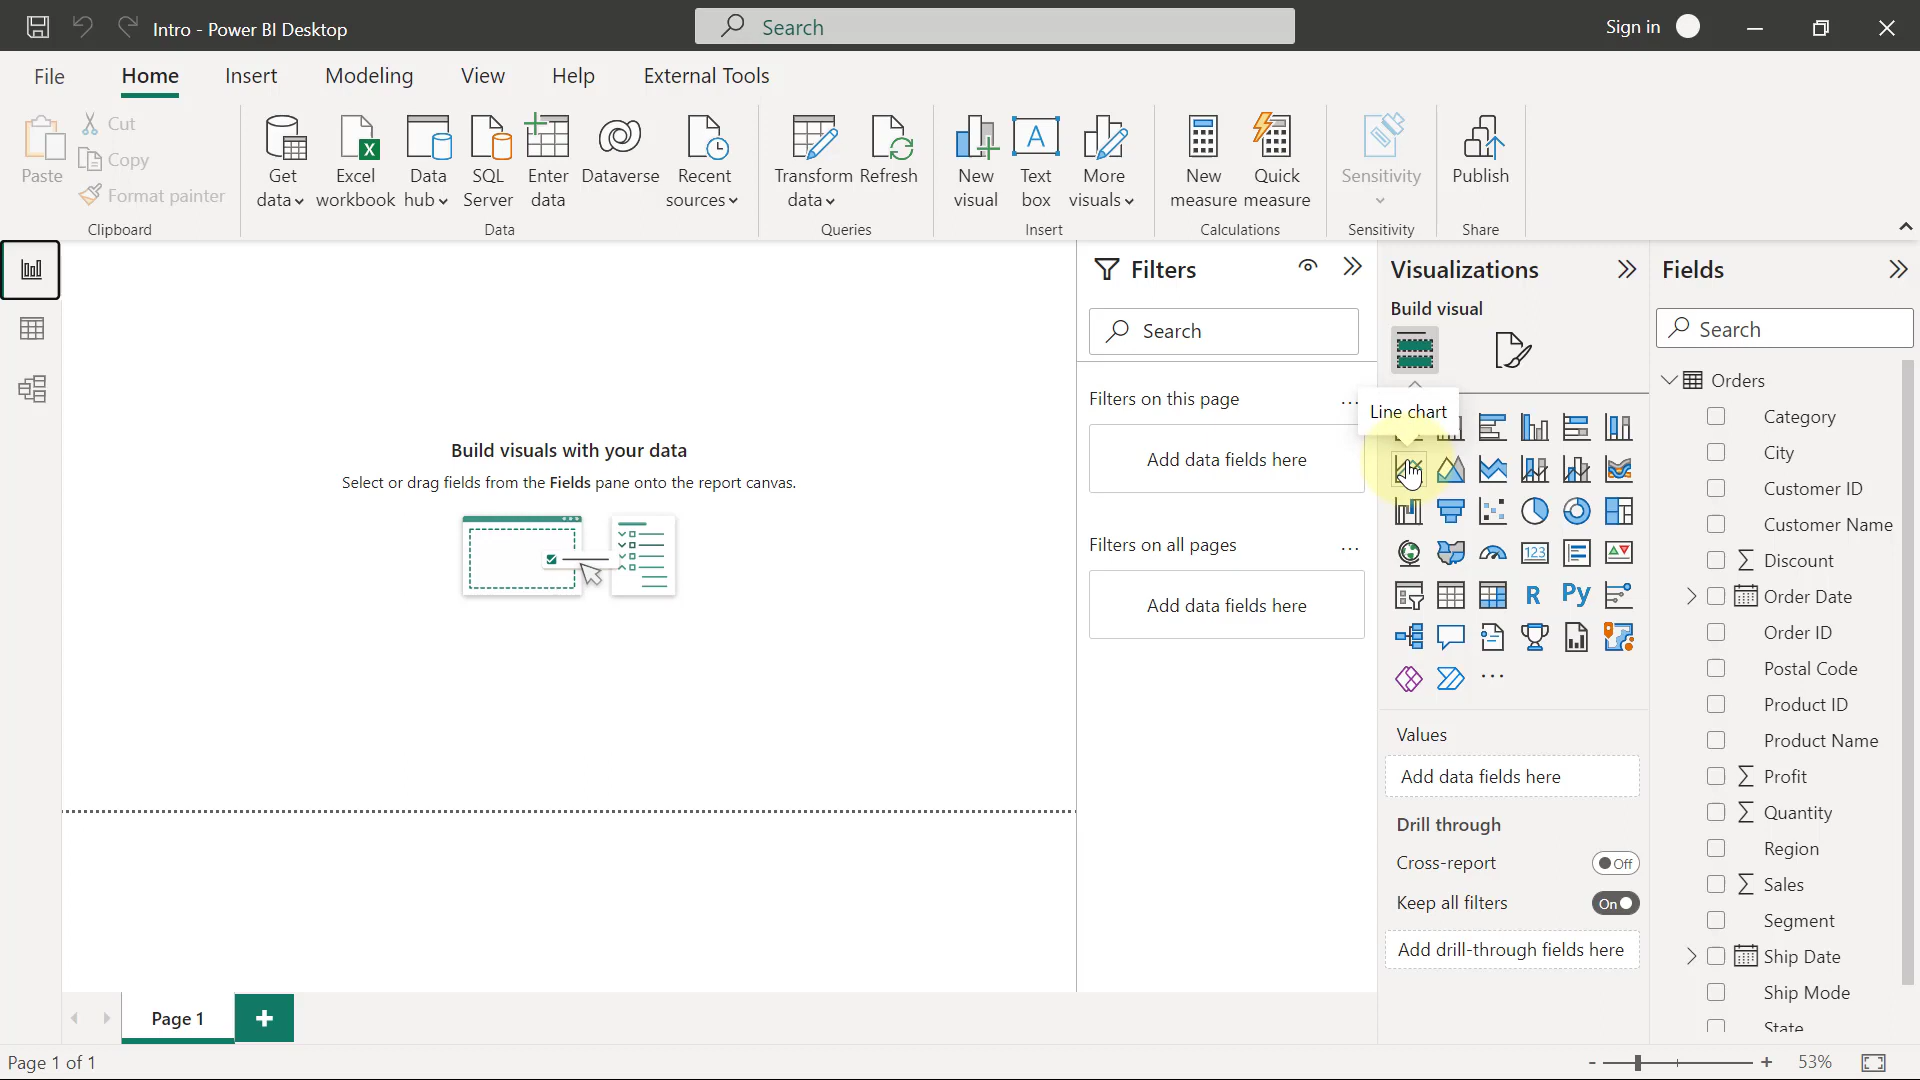 Intro - Power BI Desktop
Search
Sign in
File
Home
Insert
Modeling
View
Help
External Tools
Paste
Cut
Copy
Format painter
Clipboard
Get
data
Excel
workbook
Data
hub
SQL
Server
Enter
data
Dataverse
Recent
sources
Data
Transform
data
Refresh
Queries
New
visual
A
Text
box
More
visuals
Insert
New
measure
Quick
measure
Calculations
Sensitivity
Sensitivity
Publish
Share
Build visuals with your data
Select or drag fields from the Fields pane onto the report canvas.
Filters
Search
Filters on this page
...
Add data fields here
Filters on all pages
...
Add data fields here
Visualizations
Build visual
Line chart
123
R
Py
...
Values
Add data fields here
Drill through
Cross-report
Off
Keep all filters
On
Add drill-through fields here
Fields
Search
Orders
Category
City
Customer ID
Customer Name
∑ Discount
Order Date
Order ID
Postal Code
Product ID
Product Name
∑ Profit
∑ Quantity
Region
∑ Sales
Segment
Ship Date
Ship Mode
State
Page 1
+
Page 1 of 1
- + 53%